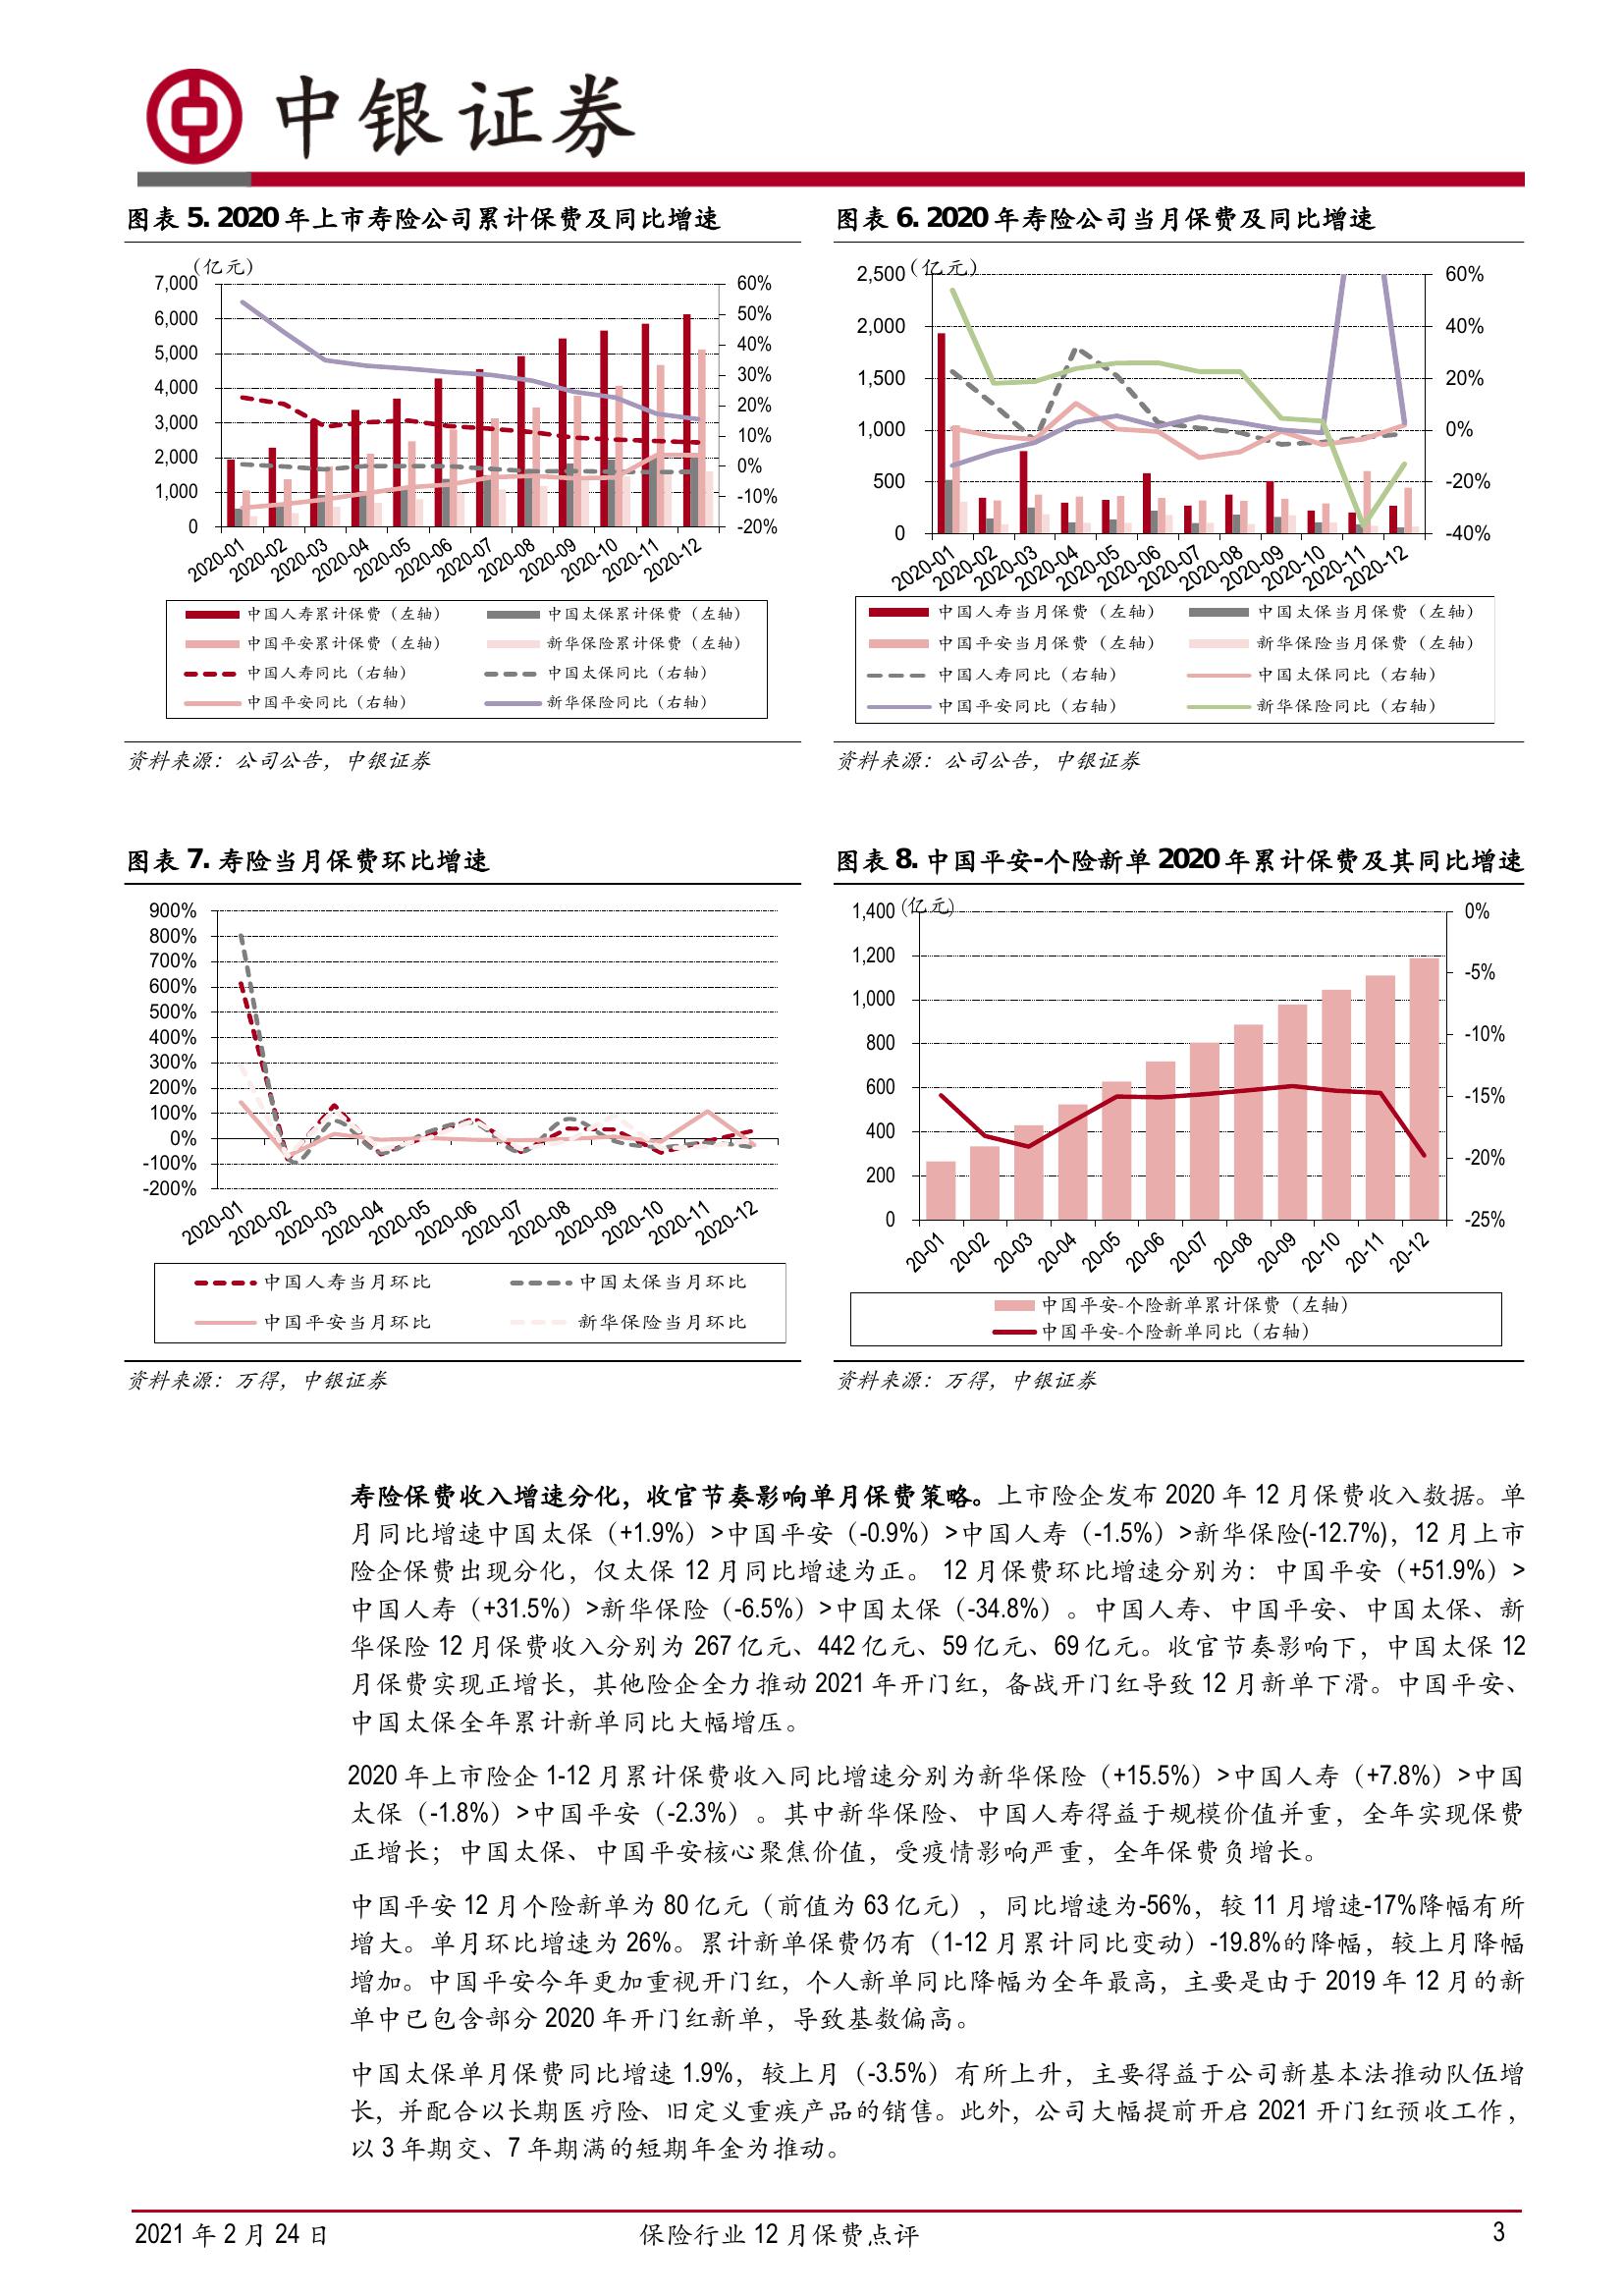 中银证券
图表 5. 2020 年上市寿险公司累计保费及同比增速
(亿元)
7,000
6,000
5,000
4,000
3,000
2,000
1,000
0
60%
50%
40%
30%
20%
10%
0%
-10%
-20%
2020-01
2020-02
2020-03
2020-04
2020-05
2020-06
2020-07
2020-08
2020-09
2020-10
2020-11
2020-12
中国人寿累计保费（左轴） 中国太保累计保费（左轴）
中国平安累计保费（左轴） 新华保险累计保费（左轴）
中国人寿同比（右轴） 中国太保同比（右轴）
中国平安同比（右轴） 新华保险同比（右轴）
资料来源：公司公告，中银证券
图表 6. 2020 年寿险公司当月保费及同比增速
(亿元)
2,500
2,000
1,500
1,000
500
0
60%
40%
20%
0%
-20%
-40%
2020-01
2020-02
2020-03
2020-04
2020-05
2020-06
2020-07
2020-08
2020-09
2020-10
2020-11
2020-12
中国人寿当月保费（左轴） 中国太保当月保费（左轴）
中国平安当月保费（左轴） 新华保险当月保费（左轴）
中国人寿同比（右轴） 中国太保同比（右轴）
中国平安同比（右轴） 新华保险同比（右轴）
资料来源：公司公告，中银证券
图表 7. 寿险当月保费环比增速
900%
800%
700%
600%
500%
400%
300%
200%
100%
0%
-100%
-200%
2020-01
2020-02
2020-03
2020-04
2020-05
2020-06
2020-07
2020-08
2020-09
2020-10
2020-11
2020-12
中国人寿当月环比 中国太保当月环比
中国平安当月环比 新华保险当月环比
资料来源：万得，中银证券
图表 8. 中国平安-个险新单 2020 年累计保费及其同比增速
(亿元)
1,400
1,200
1,000
800
600
400
200
0
0%
-5%
-10%
-15%
-20%
-25%
20-01
20-02
20-03
20-04
20-05
20-06
20-07
20-08
20-09
20-10
20-11
20-12
中国平安-个险新单累计保费（左轴）
中国平安-个险新单同比（右轴）
资料来源：万得，中银证券
寿险保费收入增速分化，收官节奏影响单月保费策略。上市险企发布 2020 年 12 月保费收入数据。单
月同比增速中国太保（+1.9%）>中国平安（-0.9%）>中国人寿（-1.5%）>新华保险(-12.7%)，12 月上市
险企保费出现分化，仅太保 12 月同比增速为正。 12 月保费环比增速分别为：中国平安（+51.9%）>
中国人寿（+31.5%）>新华保险（-6.5%）>中国太保（-34.8%）。中国人寿、中国平安、中国太保、新
华保险 12 月保费收入分别为 267 亿元、442 亿元、59 亿元、69 亿元。收官节奏影响下，中国太保 12
月保费实现正增长，其他险企全力推动 2021 年开门红，备战开门红导致 12 月新单下滑。中国平安、
中国太保全年累计新单同比大幅增压。
2020 年上市险企 1-12 月累计保费收入同比增速分别为新华保险（+15.5%）>中国人寿（+7.8%）>中国
太保（-1.8%）>中国平安（-2.3%）。其中新华保险、中国人寿得益于规模价值并重，全年实现保费
正增长；中国太保、中国平安核心聚焦价值，受疫情影响严重，全年保费负增长。
中国平安 12 月个险新单为 80 亿元（前值为 63 亿元），同比增速为-56%，较 11 月增速-17%降幅有所
增大。单月环比增速为 26%。累计新单保费仍有（1-12 月累计同比变动）-19.8%的降幅，较上月降幅
增加。中国平安今年更加重视开门红，个人新单同比降幅为全年最高，主要是由于 2019 年 12 月的新
单中已包含部分 2020 年开门红新单，导致基数偏高。
中国太保单月保费同比增速 1.9%，较上月（-3.5%）有所上升，主要得益于公司新基本法推动队伍增
长，并配合以长期医疗险、旧定义重疾产品的销售。此外，公司大幅提前开启 2021 开门红预收工作，
以 3 年期交、7 年期满的短期年金为推动。
2021 年 2 月 24 日 保险行业 12 月保费点评 3